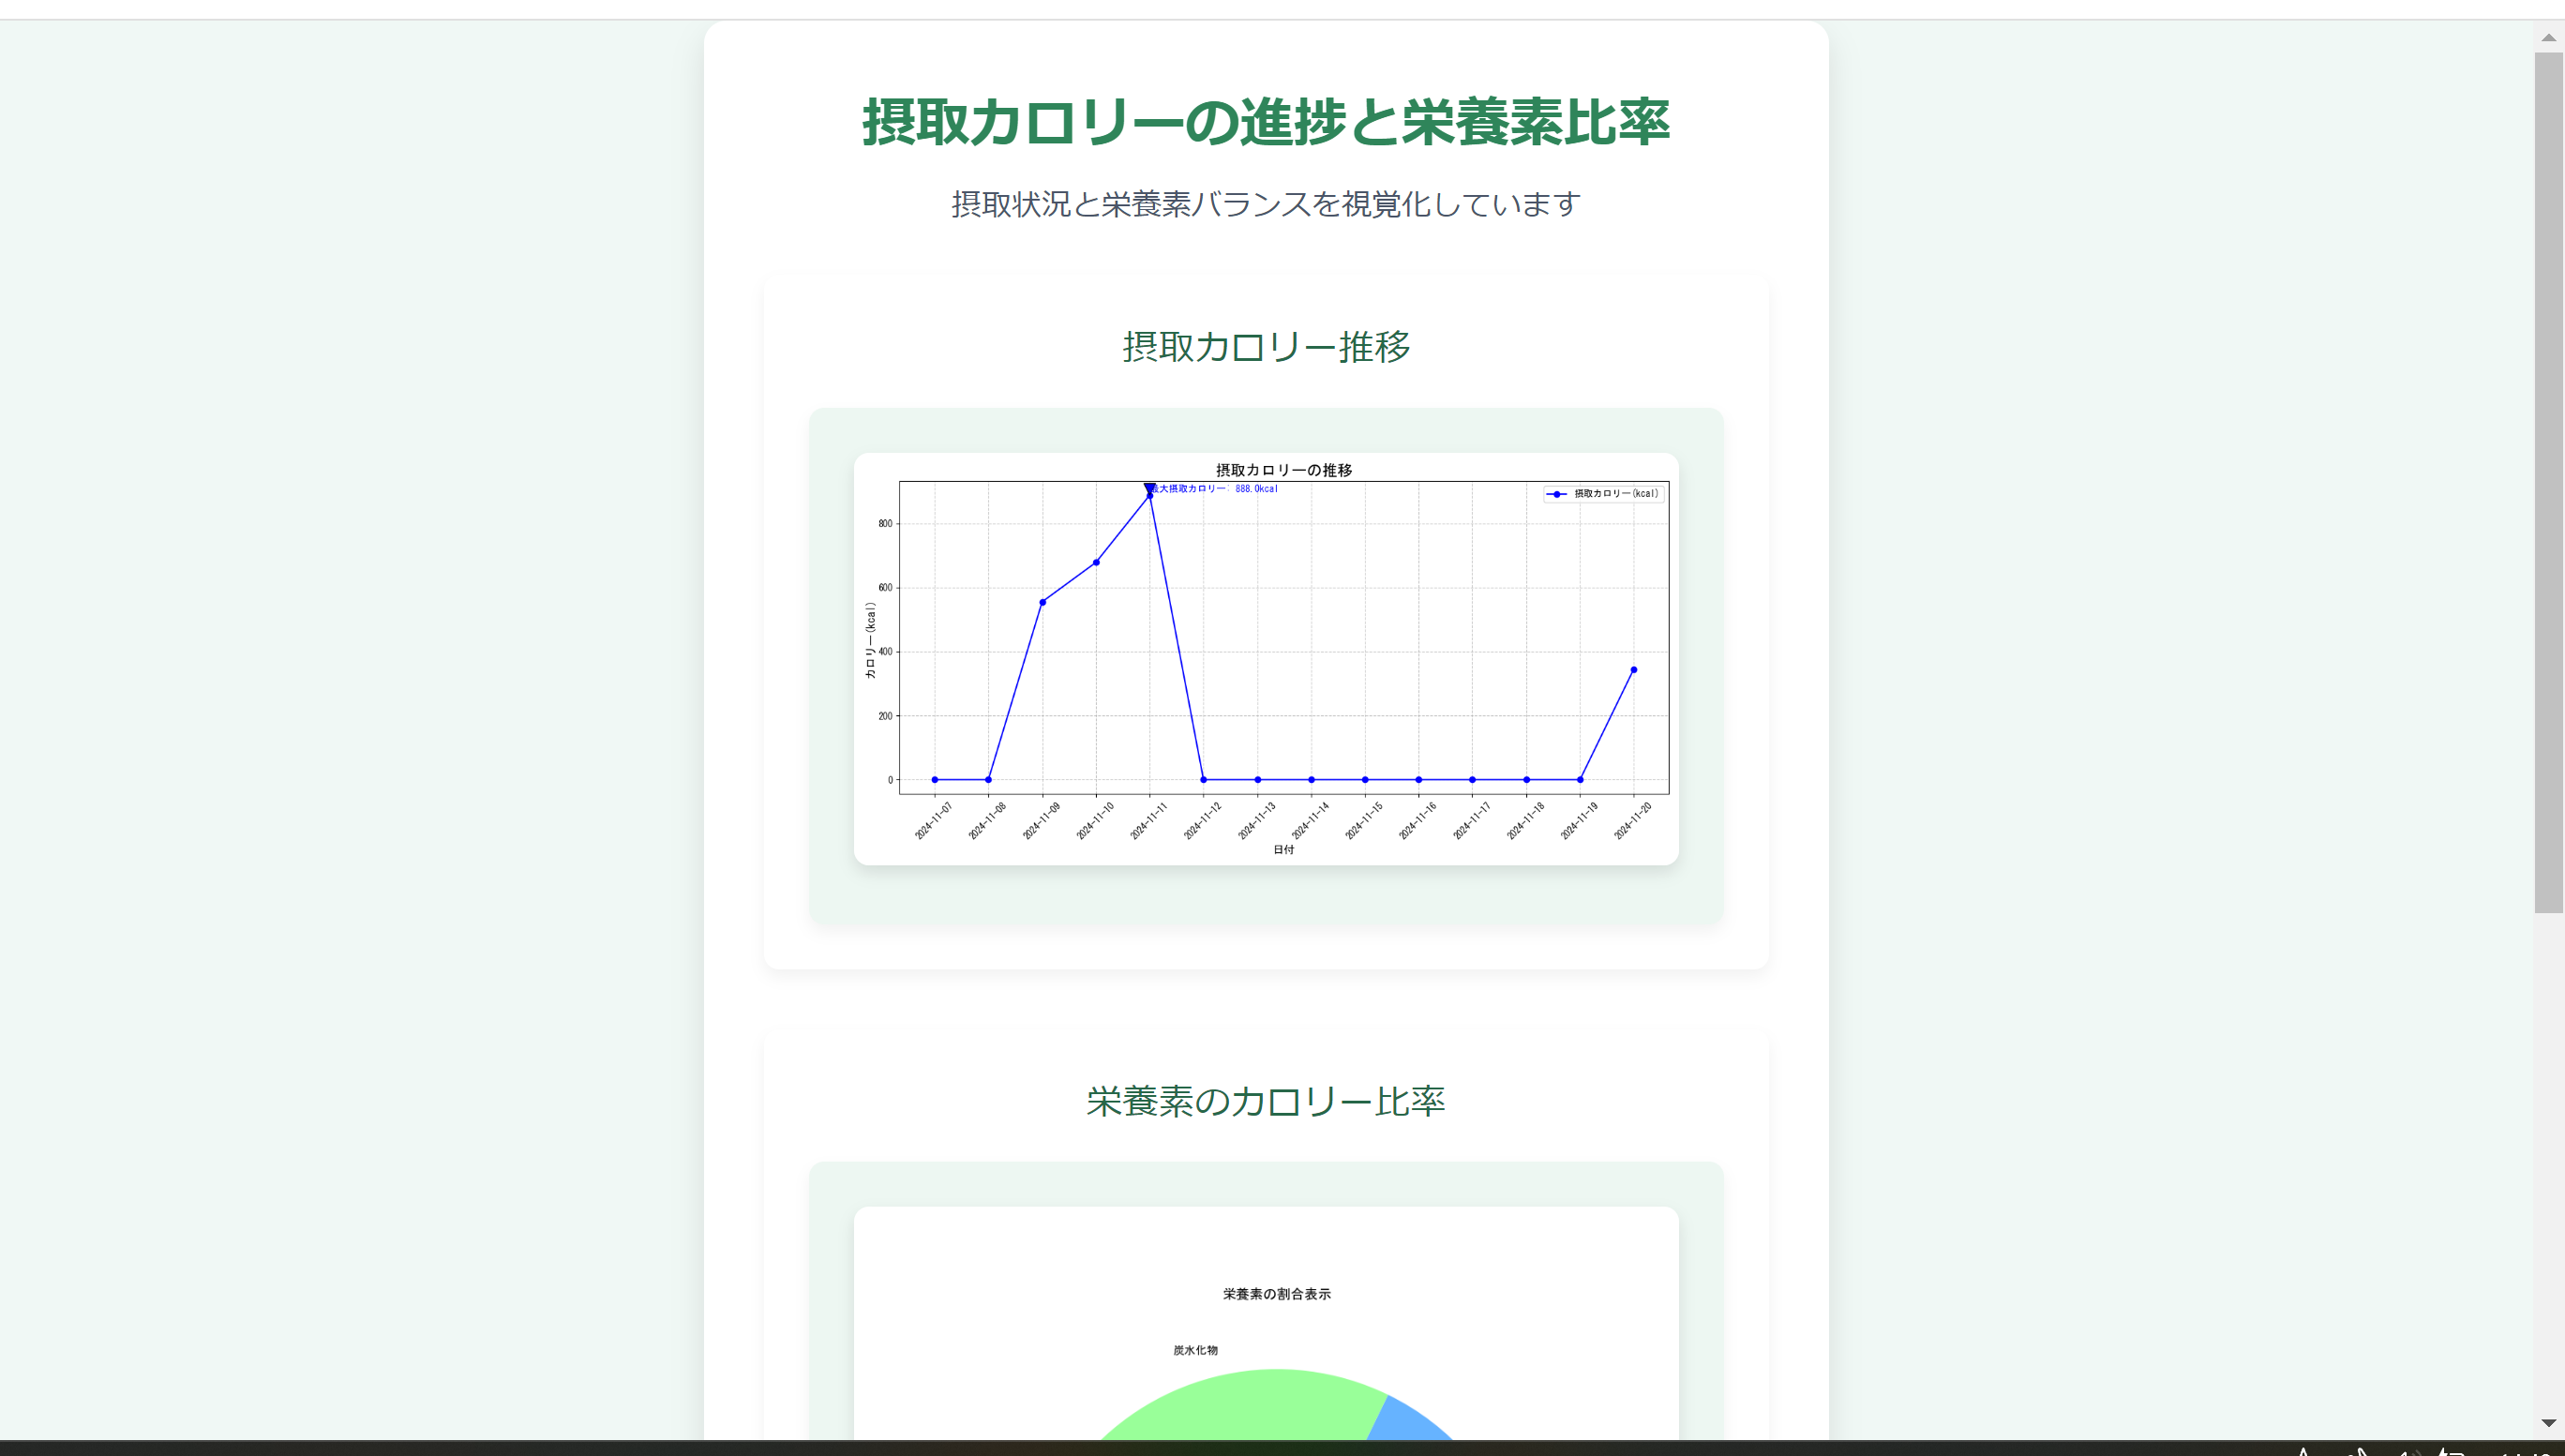 摂取カロリーの進捗と栄養素比率
摂取状況と栄養素バランスを視覚化しています
摂取カロリー推移
摂取カロリーの推移
最大摂取カロリー: 888.0kcal
摂取カロリー(kcal)
カロリー(kcal)
800
600
400
200
0
2024-11-07
2024-11-08
2024-11-09
2024-11-10
2024-11-11
2024-11-12
2024-11-13
2024-11-14
2024-11-15
2024-11-16
2024-11-17
2024-11-18
2024-11-19
2024-11-20
日付
栄養素のカロリー比率
栄養素の割合表示
炭水化物